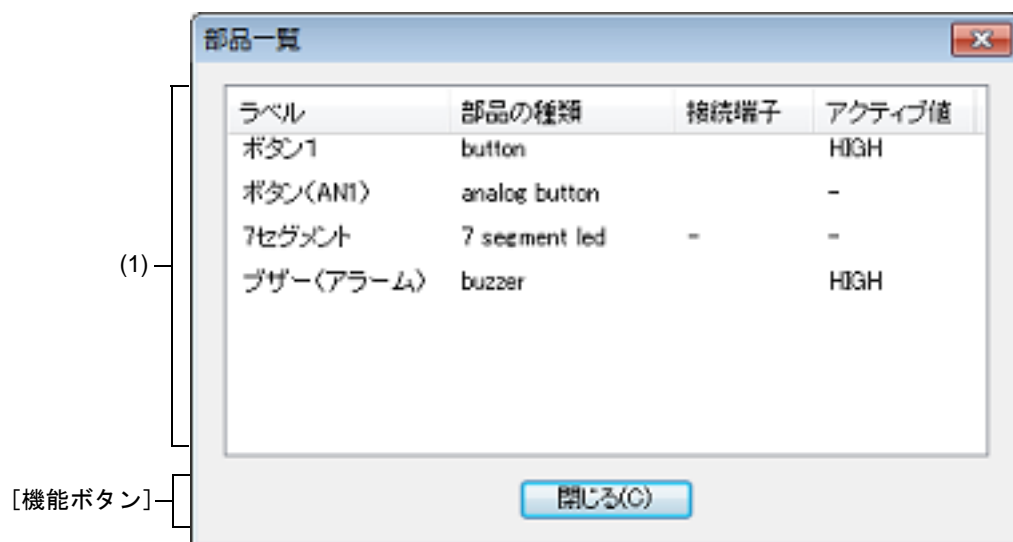 部品一覧
ラベル 部品の種類 接続端子 アクティブ値
ボタン1 button HIGH
ボタン(AN1) analog button -
7セグメント 7 segment led - -
(1)
ブザー(アラーム) buzzer HIGH
[機能ボタン]
閉じる(C)